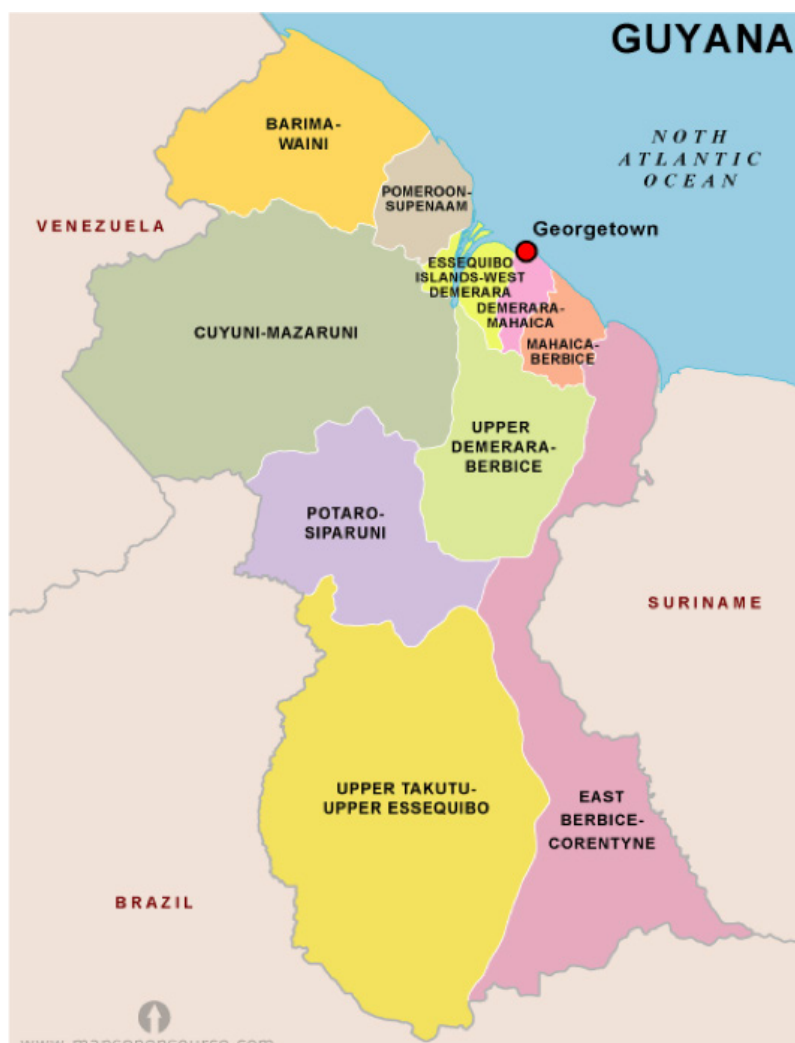 GUYANA
BARIMA-
WAINI
NOTH
ATLANTIC
OCEAN
POMEROON-
SUPENAAM
VENEZUELA
Georgetown
ESSEQUIBO
ISLANDS-WEST
DEMERARA
DEMERARA-
MAHAICA
CUYUNI-MAZARUNI
MAHAICA-
BERBICE
UPPER
DEMERARA-
BERBICE
POTARO-
SIPARUNI
SURINAME
UPPER TAKUTU-
UPPER ESSEQUIBO
EAST
BERBICE-
CORENTYNE
BRAZIL